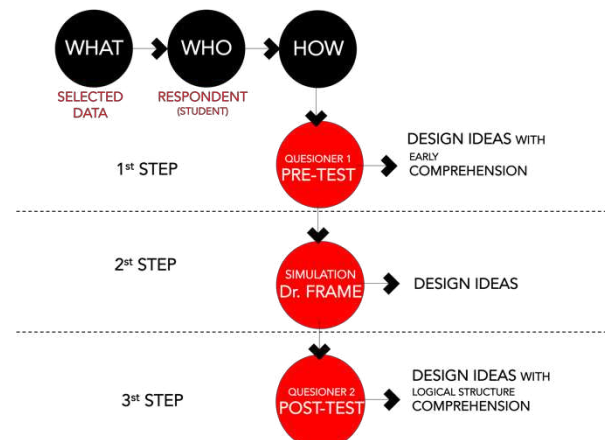 WHAT
WHO
HOW
SELECTED
DATA
RESPONDENT
(STUDENT)
1st STEP
QUESIONER 1
PRE-TEST
DESIGN IDEAS WITH
EARLY
COMPREHENSION
2st STEP
SIMULATION
Dr. FRAME
DESIGN IDEAS
3st STEP
QUESIONER 2
POST-TEST
DESIGN IDEAS WITH
LOGICAL STRUCTURE
COMPREHENSION